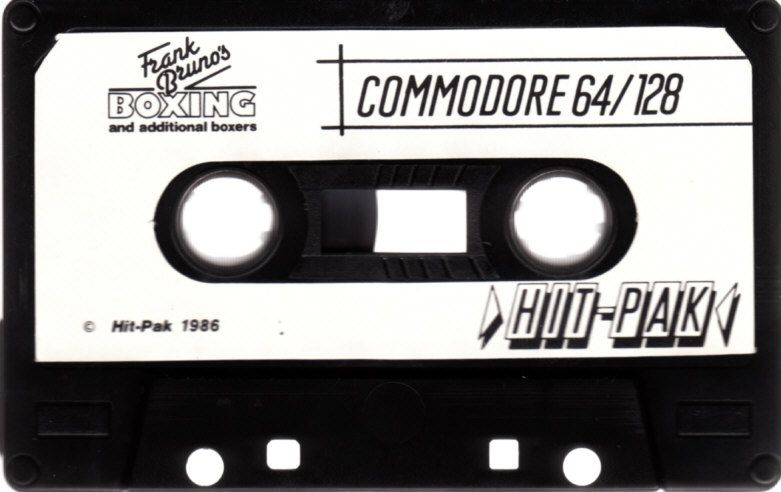 Frank
Bruno's
BOXING
and additional boxers
COMMODORE 64/128
© Hit-Pak 1986
HIT-PAK